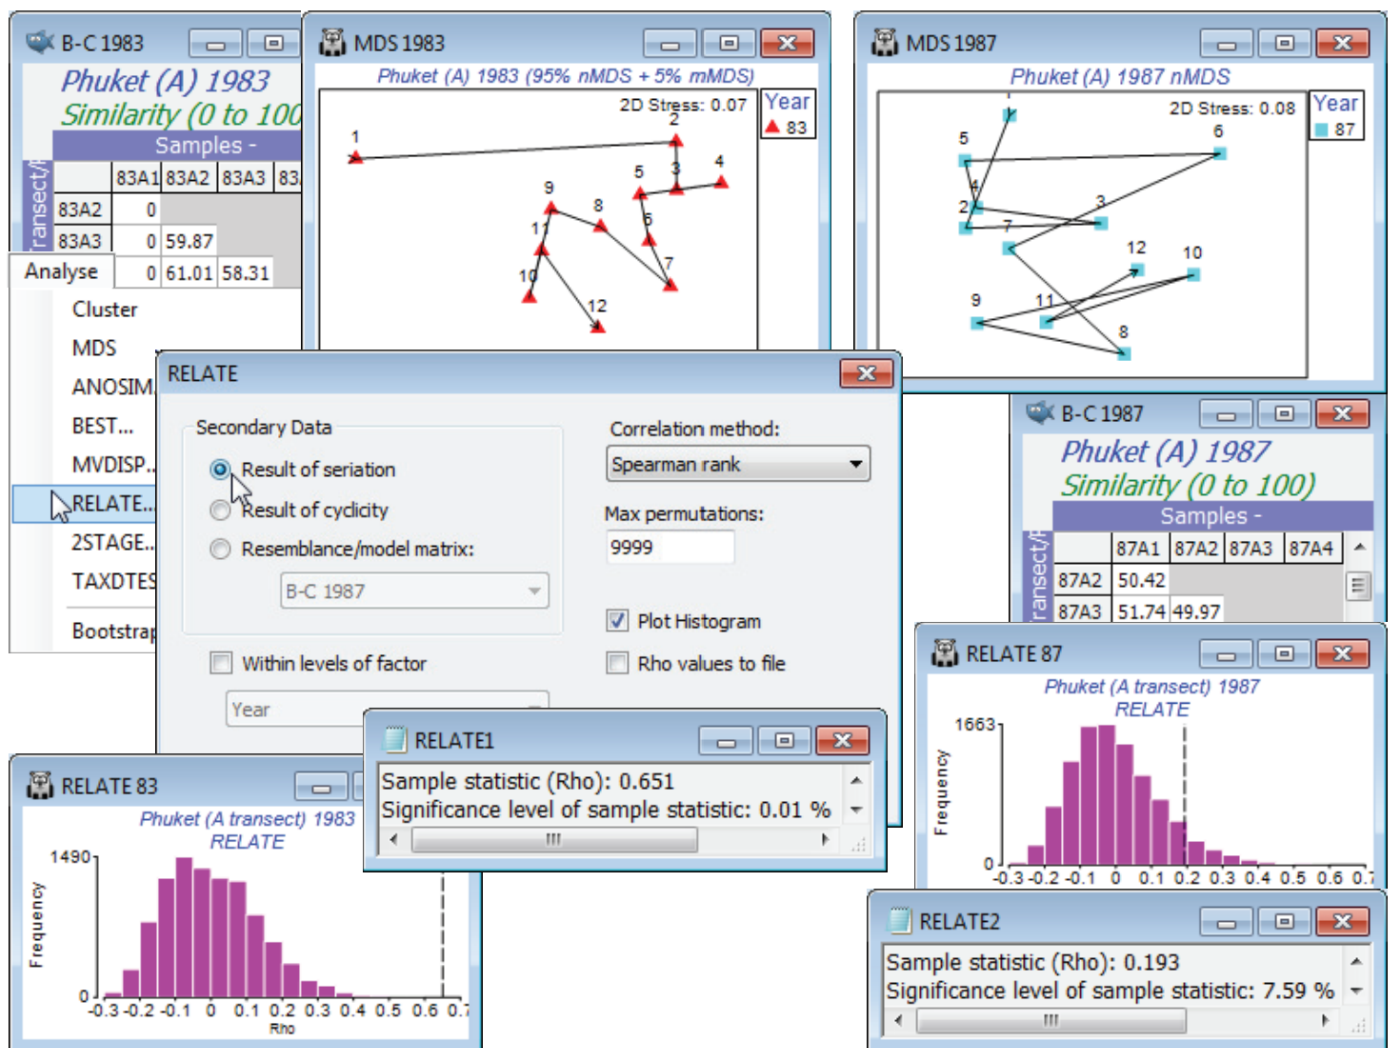 B-C 1983
Phuket (A) 1983
Similarity (0 to 100
Samples -
83A1 83A2 83A3
83A2 0
83A3 0 59.87
0 61.01 58.31
MDS 1983
Phuket (A) 1983 (95% nMDS + 5% mMDS)
2D Stress: 0.07
Year
83
1
2
3
4
5
6
7
8
9
10
11
12
MDS 1987
Phuket (A) 1987 nMDS
2D Stress: 0.08
Year
87
5
6
4
2
3
7
12
10
9
11
8
Analyse
Cluster
MDS
ANOSIM
BEST...
MVDISP..
RELATE...
2STAGE..
TAXDTES
Bootstrap
RELATE
Secondary Data
Result of seriation
Result of cyclicity
Resemblance/model matrix:
B-C 1987
Within levels of factor
Year
Correlation method:
Spearman rank
Max permutations:
9999
Plot Histogram
Rho values to file
B-C 1987
Phuket (A) 1987
Similarity (0 to 100)
Samples -
87A1 87A2 87A3 87A4
87A2 50.42
87A3 51.74 49.97
RELATE 87
Phuket (A transect) 1987
RELATE
1663
Frequency
0
-0.3 -0.2 -0.1 0 0.1 0.2 0.3 0.4 0.5 0.6 0.7
RELATE1
Sample statistic (Rho): 0.651
Significance level of sample statistic: 0.01 %
RELATE 83
Phuket (A transect) 1983
RELATE
1490
Frequency
0
-0.3 -0.2 -0.1 0 0.1 0.2 0.3 0.4 0.5 0.6 0.7
Rho
RELATE2
Sample statistic (Rho): 0.193
Significance level of sample statistic: 7.59 %